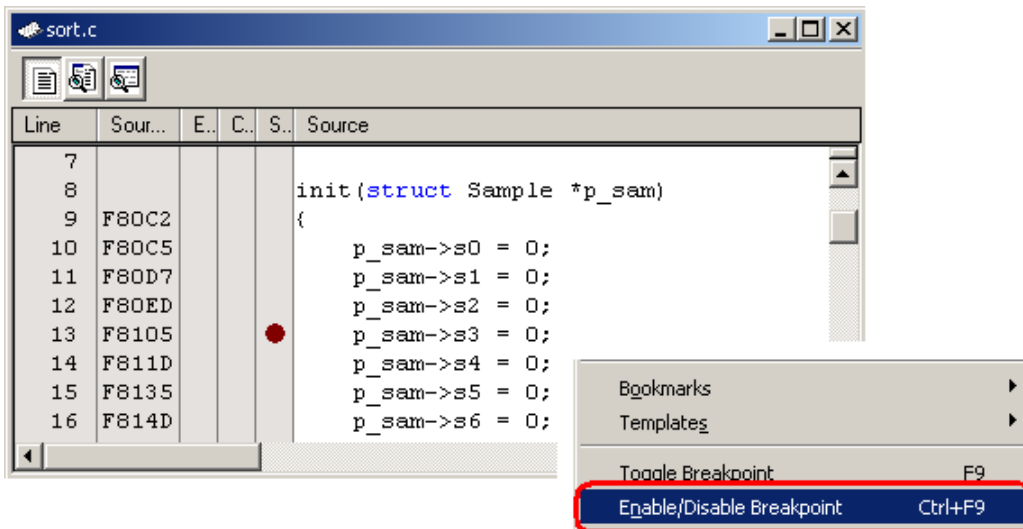 sort.c
Line Sour... E.. C.. S.. Source
7
8 init(struct Sample *p_sam)
9 F80C2 {
10 F80C5 p_sam->s0 = 0;
11 F80D7 p_sam->s1 = 0;
12 F80ED p_sam->s2 = 0;
13 F8105 p_sam->s3 = 0;
14 F811D p_sam->s4 = 0;
15 F8135 p_sam->s5 = 0;
16 F814D p_sam->s6 = 0;
Bookmarks
Templates
Toggle Breakpoint F9
Enable/Disable Breakpoint Ctrl+F9